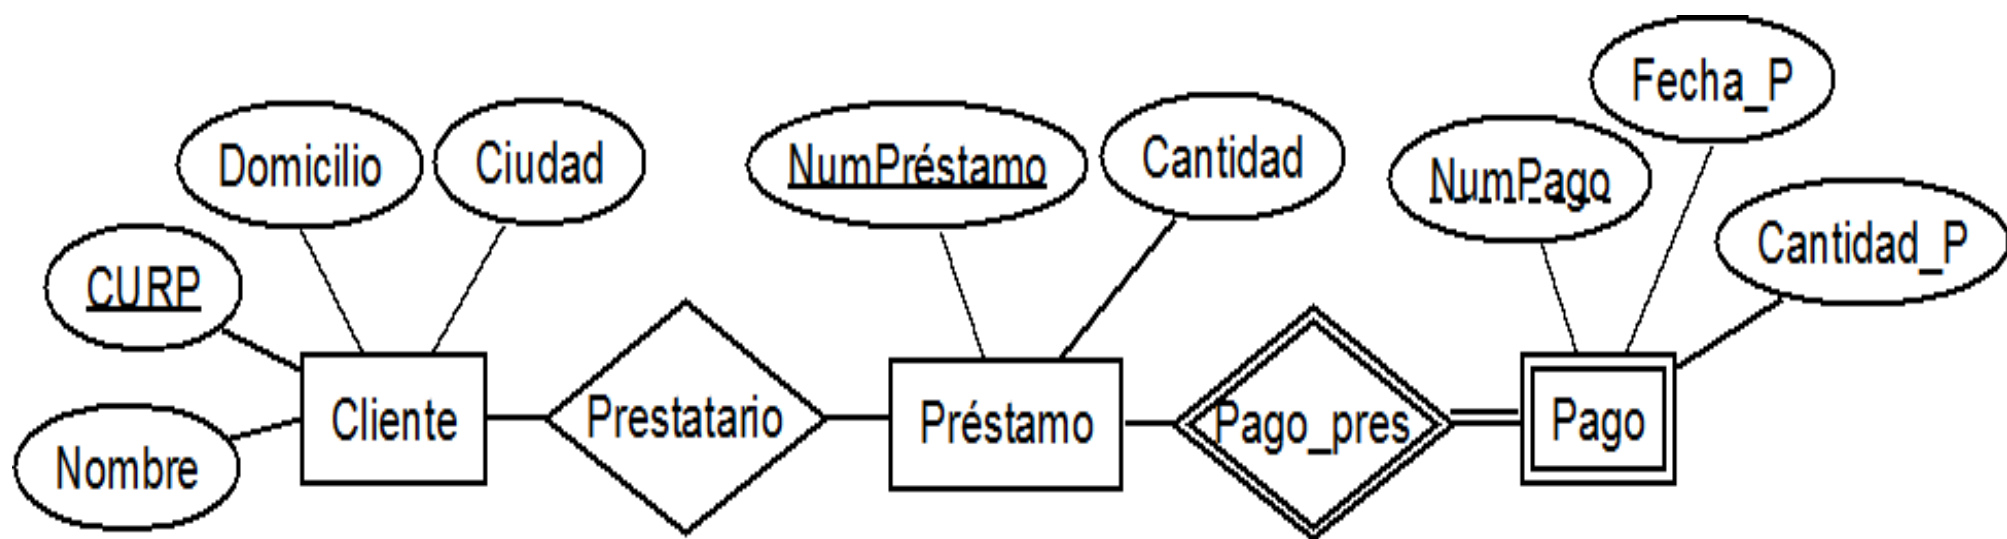 Fecha_P
Domicilio
Ciudad
NumPréstamo
Cantidad
NumPago
Cantidad_P
CURP
Nombre
Cliente
Prestatario
Préstamo
Pago_pres
Pago